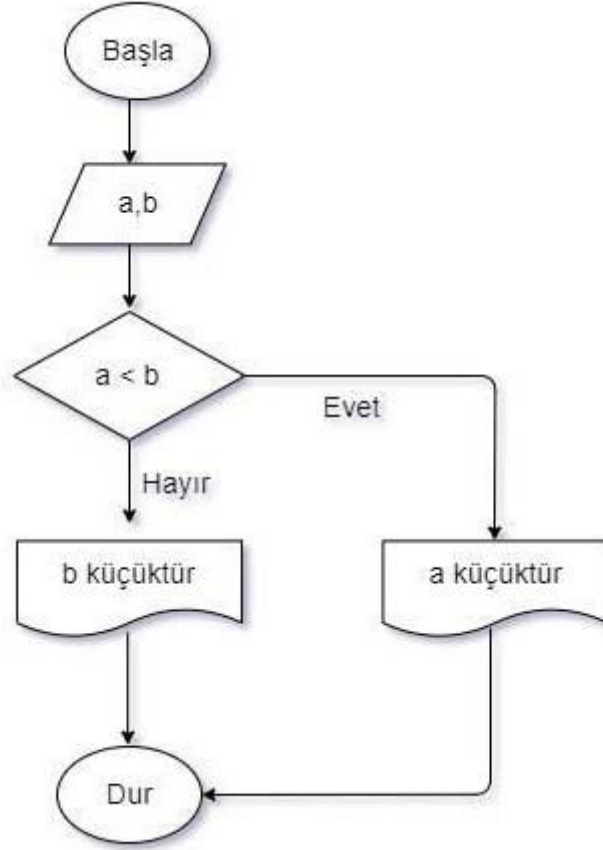 Başla
a,b
a < b
Evet
Hayır
b küçüktür
a küçüktür
Dur